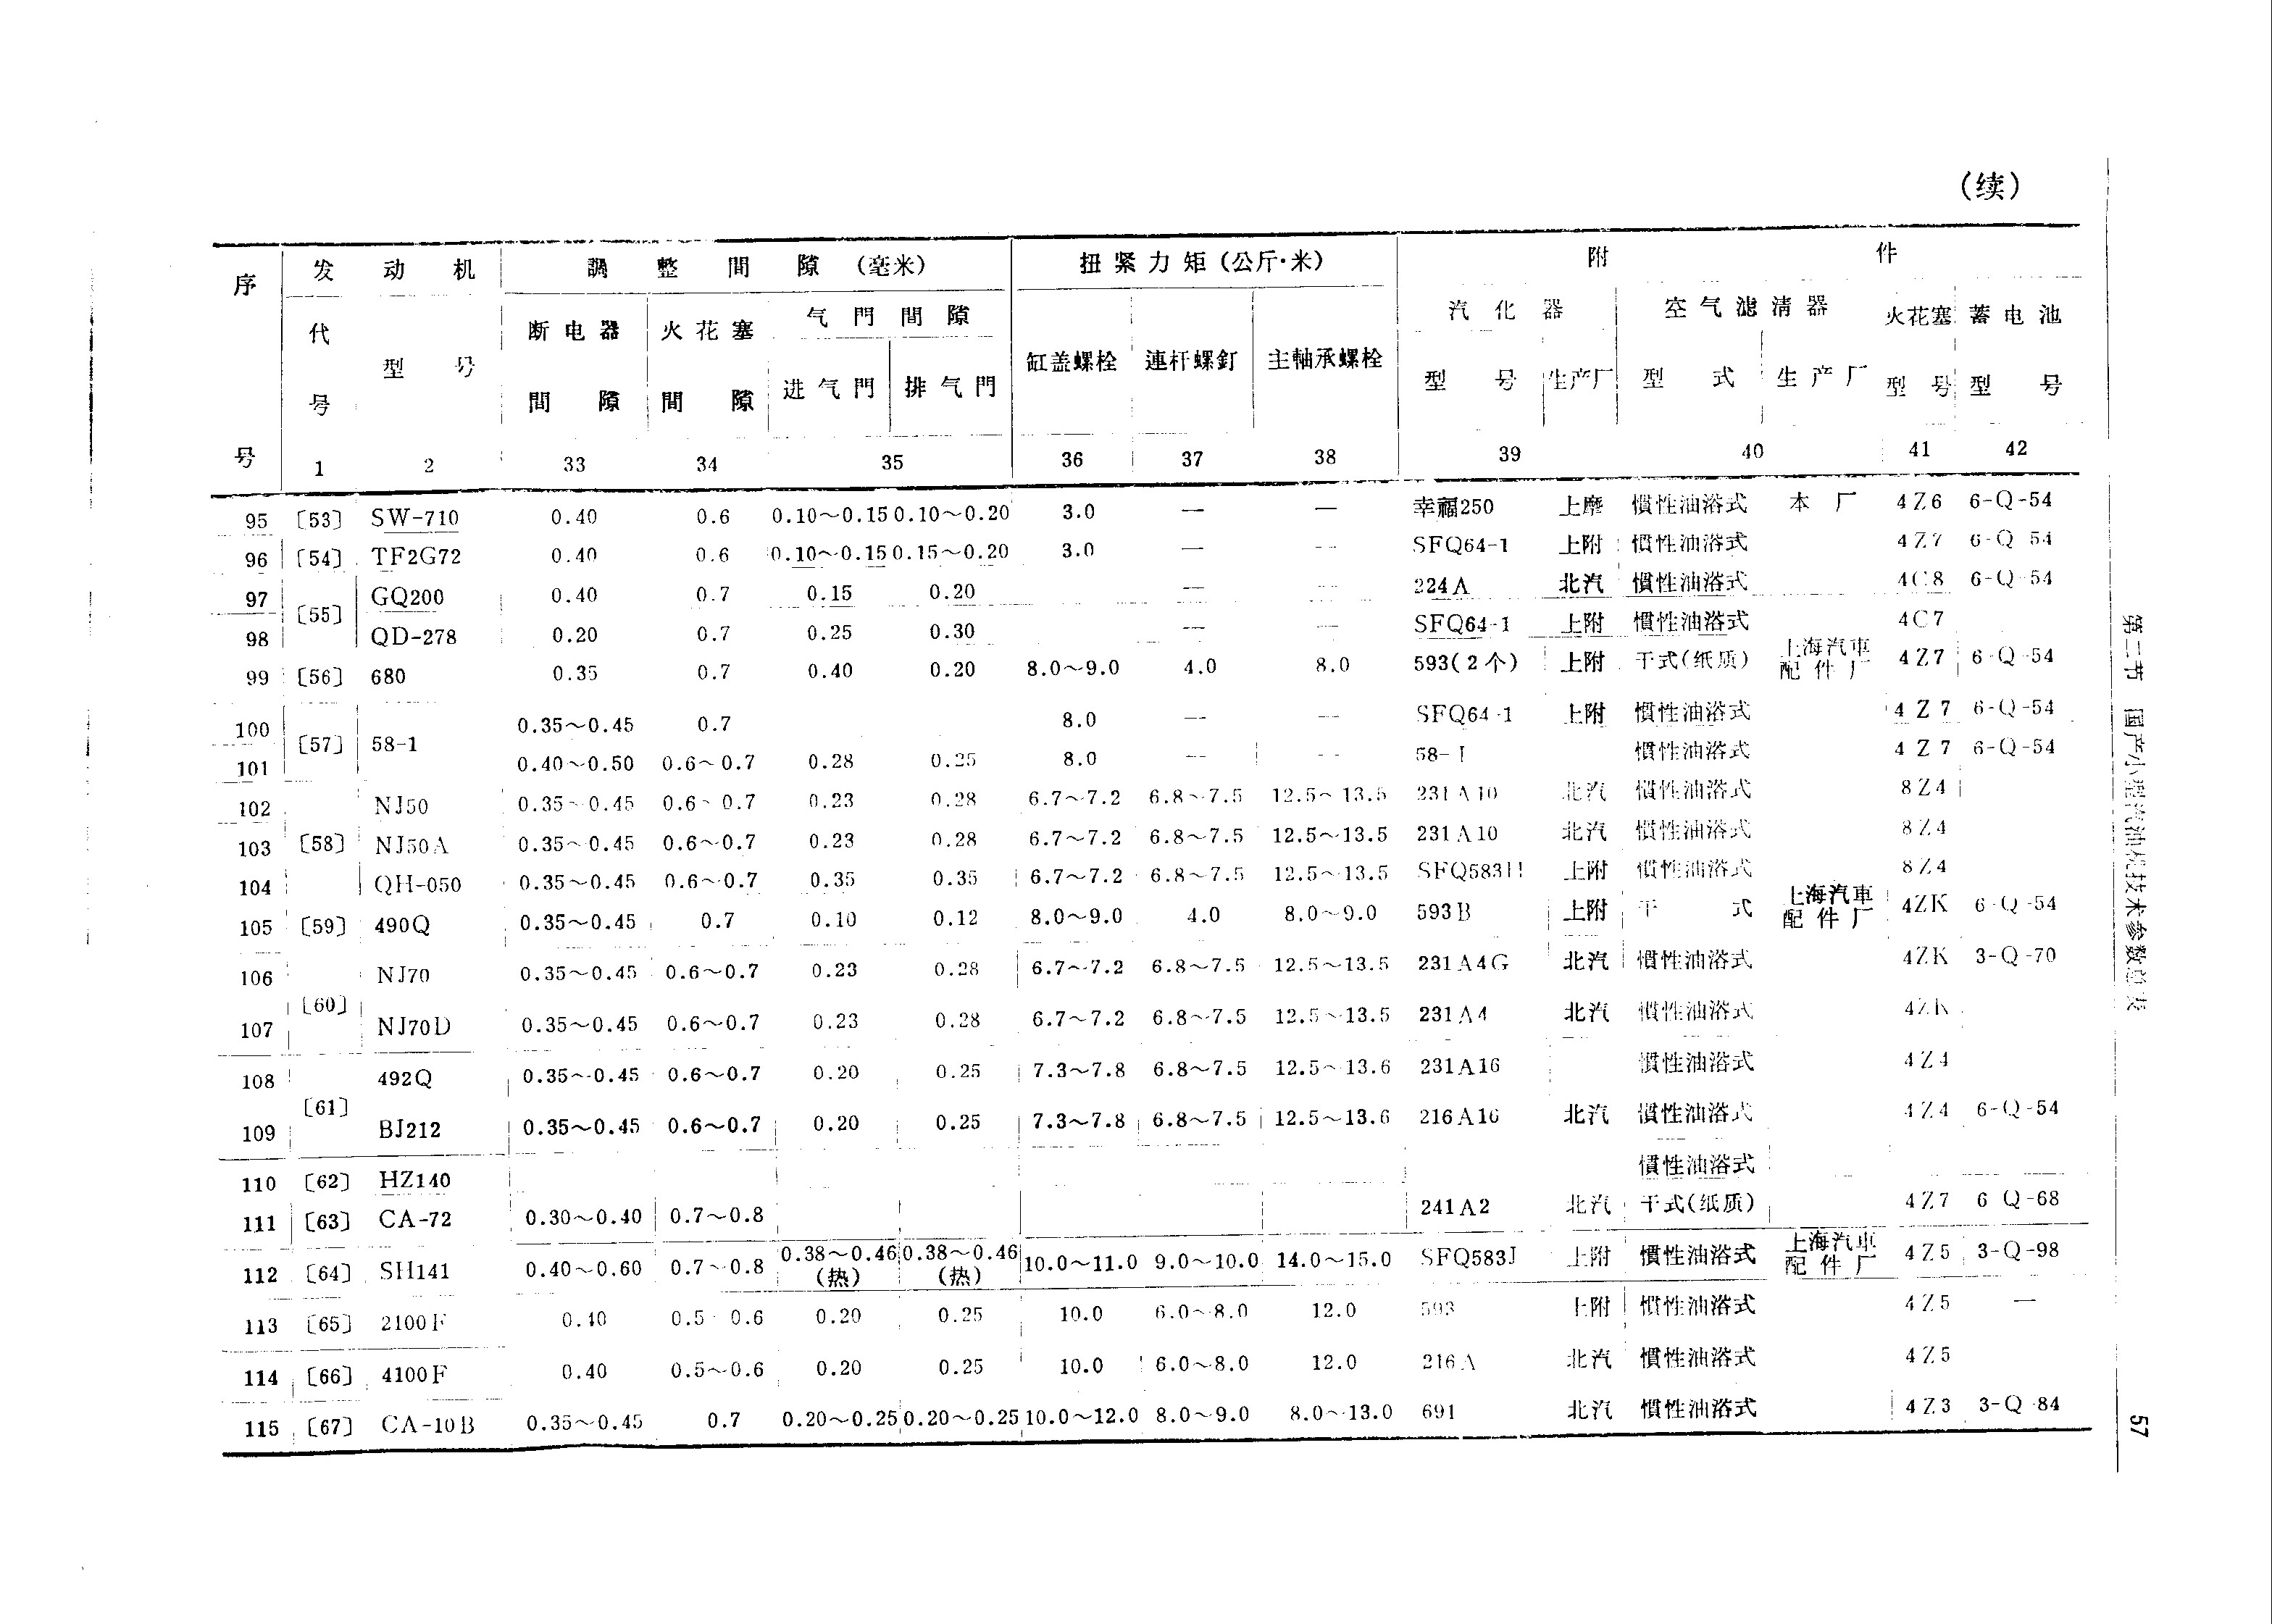 (续)
序号 发动机 調整間隙(毫米) 扭紧力矩(公斤·米) 附件
代号 型号 断电器間隙 火花塞間隙 气門間隙 缸盖螺栓 連杆螺釘 主軸承螺栓 汽化器 空气滤清器 火花塞型号 蓄电池型号
进气門 排气門 型号 生产厂 型式 生产厂
1 2 33 34 35 36 37 38 39 40 41 42
95 〔53〕 SW-710 0.40 0.6 0.10～0.15 0.10～0.20 3.0 — — 幸福250 上摩 慣性油浴式 本厂 4Z6 6-Q-54
96 〔54〕 TF2G72 0.40 0.6 0.10～0.15 0.15～0.20 3.0 — — SFQ64-1 上附 慣性油浴式 4Z7 6-Q-54
97 〔55〕 GQ200 0.40 0.7 0.15 0.20 — — 224A 北汽 慣性油浴式 4C8 6-Q-54
98 QD-278 0.20 0.7 0.25 0.30 — — SFQ64-1 上附 慣性油浴式 4C7
99 〔56〕 680 0.35 0.7 0.40 0.20 8.0～9.0 4.0 8.0 593(2个) 上附 干式(纸质) 上海汽車配件厂 4Z7 6-Q-54
100 〔57〕 58-1 0.35～0.45 0.7 8.0 — — SFQ64-1 上附 慣性油浴式 4Z7 6-Q-54
101 0.40～0.50 0.6～0.7 0.28 0.25 8.0 — — 58-1 慣性油浴式 4Z7 6-Q-54
102 NJ50 0.35～0.45 0.6～0.7 0.23 0.28 6.7～7.2 6.8～7.5 12.5～13.5 231A10 北汽 慣性油浴式 8Z4
103 〔58〕 NJ50A 0.35～0.45 0.6～0.7 0.23 0.28 6.7～7.2 6.8～7.5 12.5～13.5 231A10 北汽 慣性油浴式 8Z4
104 QH-050 0.35～0.45 0.6～0.7 0.35 0.35 6.7～7.2 6.8～7.5 12.5～13.5 SFQ583H 上附 慣性油浴式 8Z4
105 〔59〕 490Q 0.35～0.45 0.7 0.10 0.12 8.0～9.0 4.0 8.0～9.0 593B 上附 干式 上海汽車配件厂 4ZK 6-Q-54
106 〔60〕 NJ70 0.35～0.45 0.6～0.7 0.23 0.28 6.7～7.2 6.8～7.5 12.5～13.5 231A4G 北汽 慣性油浴式 4ZK 3-Q-70
107 NJ70D 0.35～0.45 0.6～0.7 0.23 0.28 6.7～7.2 6.8～7.5 12.5～13.5 231A4 北汽 慣性油浴式 4ZK
108 〔61〕 492Q 0.35～0.45 0.6～0.7 0.20 0.25 7.3～7.8 6.8～7.5 12.5～13.6 231A16 慣性油浴式 4Z4
109 BJ212 0.35～0.45 0.6～0.7 0.20 0.25 7.3～7.8 6.8～7.5 12.5～13.6 216A16 北汽 慣性油浴式 4Z4 6-Q-54
110 〔62〕 HZ140 慣性油浴式
111 〔63〕 CA-72 0.30～0.40 0.7～0.8 241A2 北汽 干式(纸质) 4Z7 6-Q-68
112 〔64〕 SH141 0.40～0.60 0.7～0.8 0.38～0.46(热) 0.38～0.46(热) 10.0～11.0 9.0～10.0 14.0～15.0 SFQ583J 上附 慣性油浴式 上海汽車配件厂 4Z5 3-Q-98
113 〔65〕 2100F 0.40 0.5～0.6 0.20 0.25 10.0 6.0～8.0 12.0 593 上附 慣性油浴式 4Z5 —
114 〔66〕 4100F 0.40 0.5～0.6 0.20 0.25 10.0 6.0～8.0 12.0 216A 北汽 慣性油浴式 4Z5
115 〔67〕 CA-10B 0.35～0.45 0.7 0.20～0.25 0.20～0.25 10.0～12.0 8.0～9.0 8.0～13.0 691 北汽 慣性油浴式 4Z3 3-Q-84
第二节 国产小型汽油机技术参数总表
57